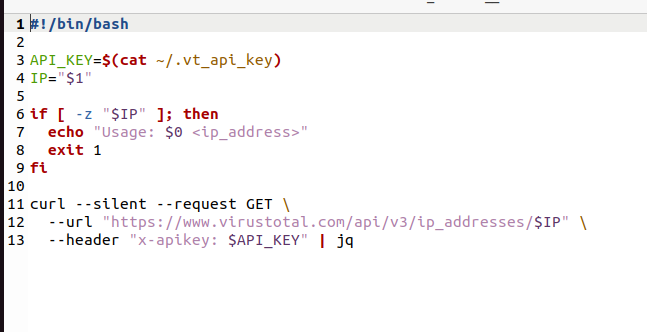 1 #!/bin/bash
2
3 API_KEY=$(cat ~/.vt_api_key)
4 IP="$1"
5
6 if [ -z "$IP" ]; then
7   echo "Usage: $0 <ip_address>"
8   exit 1
9 fi
10
11 curl --silent --request GET \
12   --url "https://www.virustotal.com/api/v3/ip_addresses/$IP" \
13   --header "x-apikey: $API_KEY" | jq